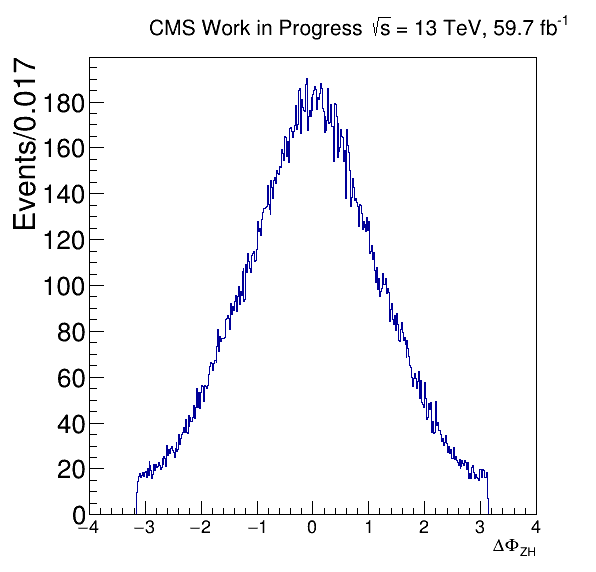 CMS Work in Progress √s = 13 TeV, 59.7 fb⁻¹
Events/0.017
180
160
140
120
100
80
60
40
20
0
−4 −3 −2 −1 0 1 2 3 4
ΔΦZH